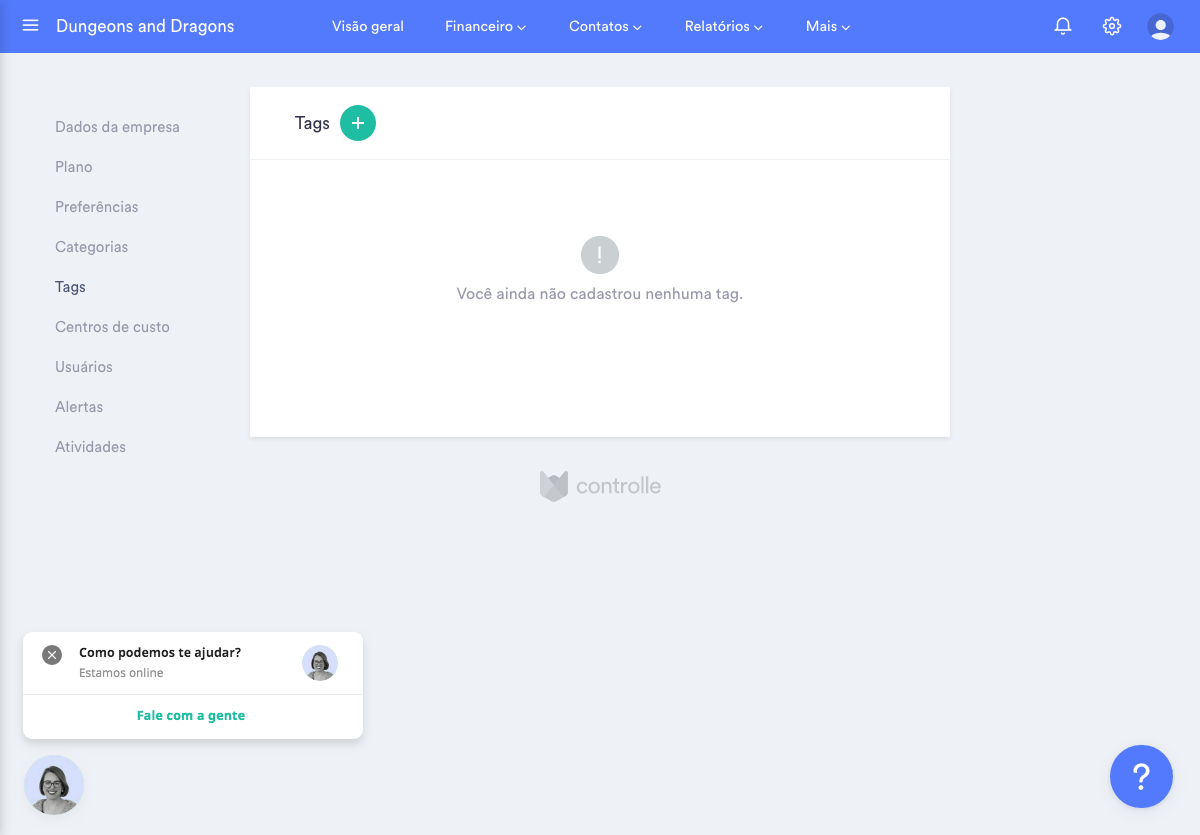 Dungeons and Dragons
Visão geral
Financeiro
Contatos
Relatórios
Mais
Dados da empresa
Plano
Preferências
Categorias
Tags
Centros de custo
Usuários
Alertas
Atividades
Tags +
!
Você ainda não cadastrou nenhuma tag.
controlle
Como podemos te ajudar?
Estamos online
Fale com a gente
?